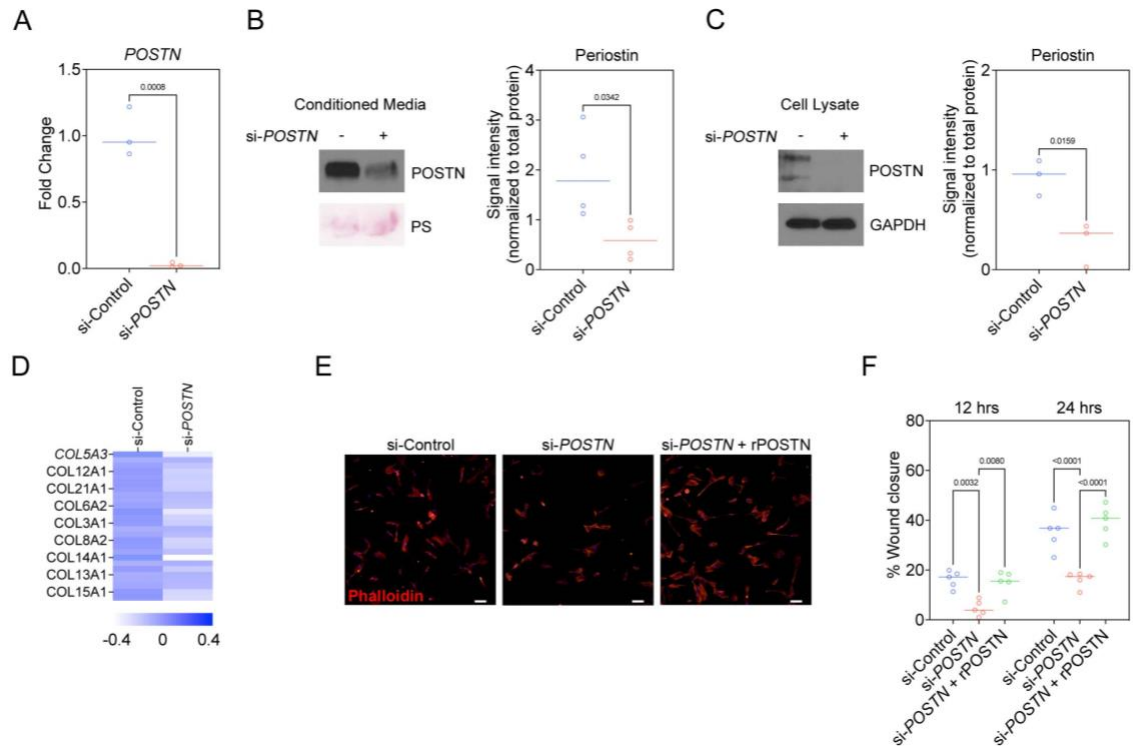 A
POSTN
1.5
1.0
0.5
0.0
Fold Change
0.0008
si-Control
si-POSTN
B
Conditioned Media
si-POSTN - +
POSTN
PS
Periostin
4
3
2
1
0
Signal intensity
(normalized to total protein)
0.0342
si-Control
si-POSTN
C
Cell Lysate
si-POSTN - +
POSTN
GAPDH
Periostin
2
1
0
Signal intensity
(normalized to total protein)
0.0159
si-Control
si-POSTN
D
si-Control
si-POSTN
COL5A3
COL12A1
COL21A1
COL6A2
COL3A1
COL8A2
COL14A1
COL13A1
COL15A1
-0.4 0 0.4
E
si-Control si-POSTN si-POSTN + rPOSTN
Phalloidin
F
12 hrs 24 hrs
80
60
40
20
0
% Wound closure
0.0032
0.0080
<0.0001
<0.0001
si-Control
si-POSTN
si-POSTN + rPOSTN
si-Control
si-POSTN
si-POSTN + rPOSTN